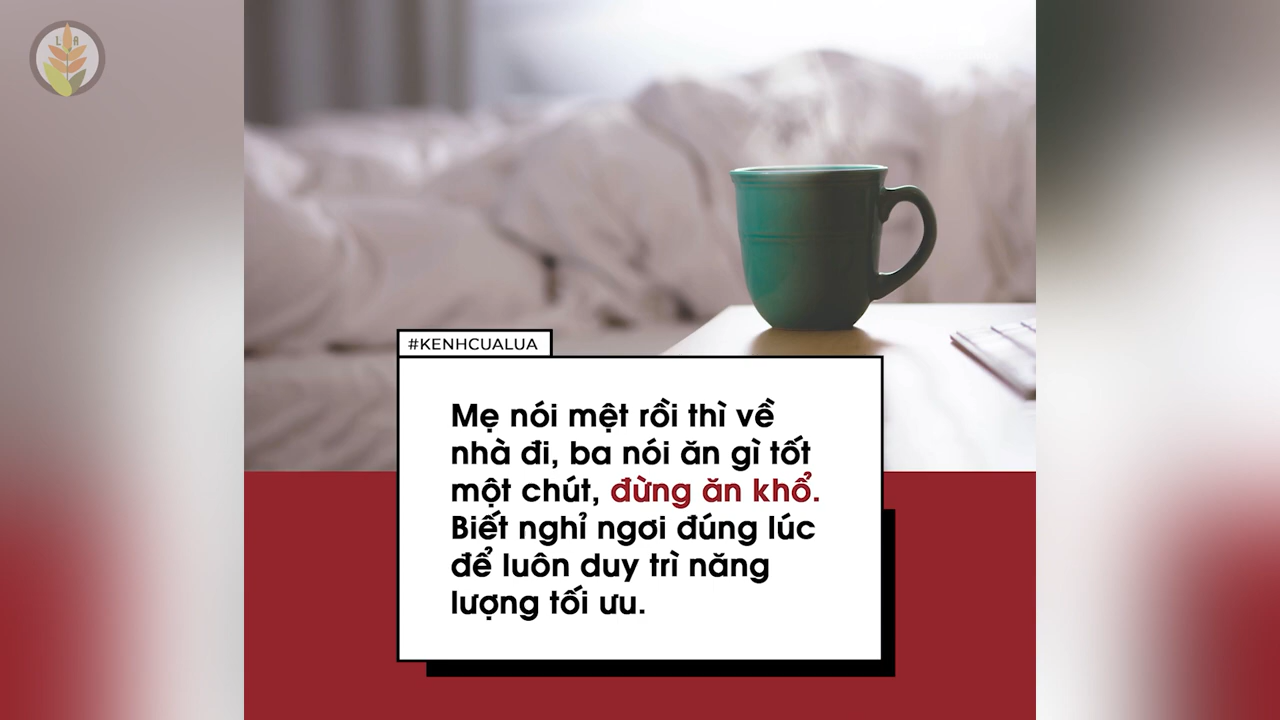 L A
#KENHCUALUA
Mẹ nói mệt rồi thì về
nhà đi, ba nói ăn gì tốt
một chút, đừng ăn khổ.
Biết nghỉ ngơi đúng lúc
để luôn duy trì năng
lượng tối ưu.